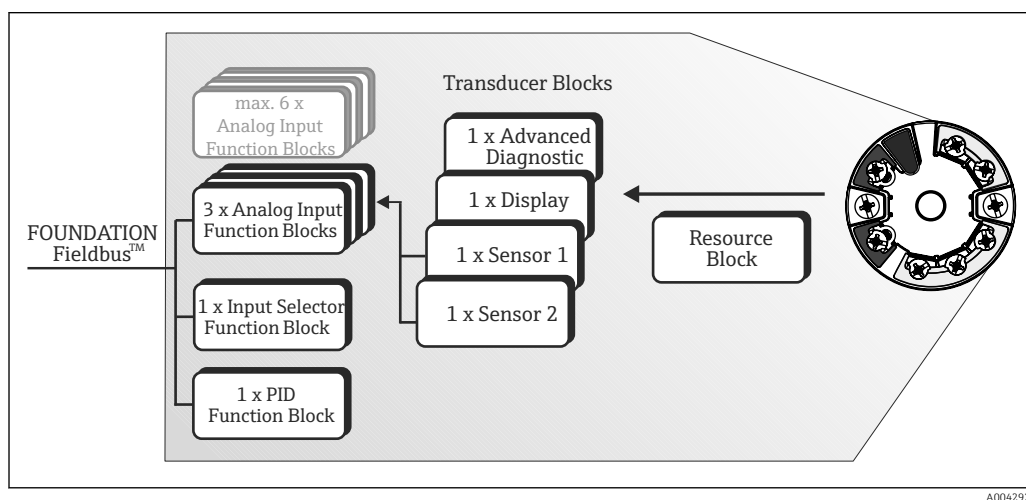 max. 6 x
Analog Input
Function Blocks
Transducer Blocks
1 x Advanced
Diagnostic
1 x Display
3 x Analog Input
Function Blocks
FOUNDATION
Fieldbus™
1 x Sensor 1
Resource
Block
1 x Input Selector
Function Block
1 x Sensor 2
1 x PID
Function Block